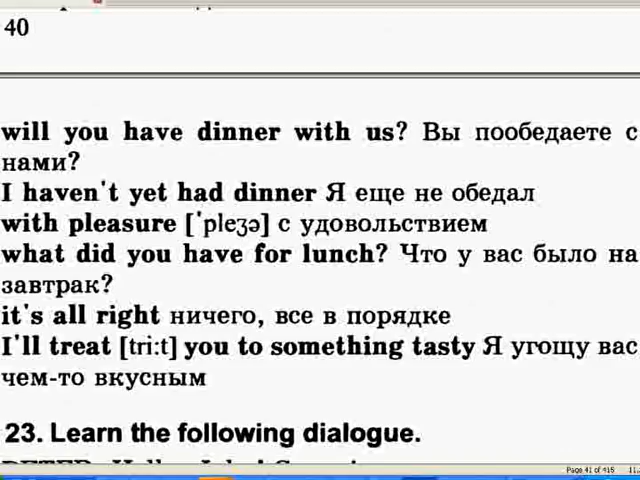 40
will you have dinner with us? Вы пообедаете с
нами?
I haven't yet had dinner Я еще не обедал
with pleasure ['pleʒə] с удовольствием
what did you have for lunch? Что у вас было на
завтрак?
it's all right ничего, все в порядке
I'll treat [tri:t] you to something tasty Я угощу вас
чем-то вкусным
23. Learn the following dialogue.
Page 41 of 415